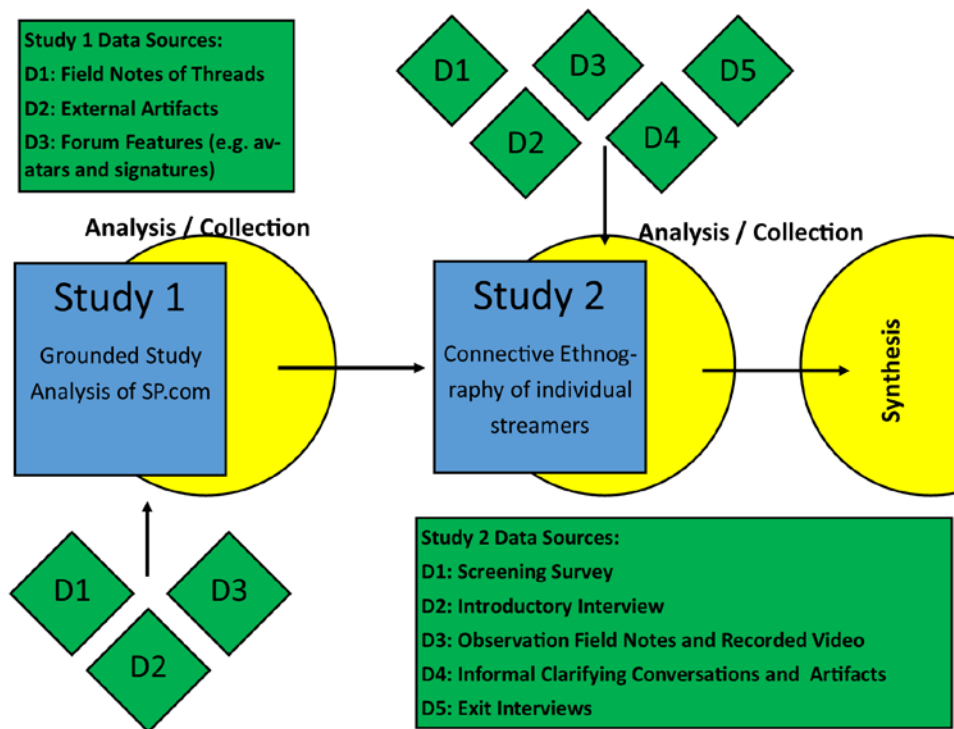 Study 1 Data Sources:
D1: Field Notes of Threads
D2: External Artifacts
D3: Forum Features (e.g. av-
atars and signatures)
D1
D3
D5
D2
D4
Analysis / Collection
Analysis / Collection
Study 1
Grounded Study
Analysis of SP.com
Study 2
Connective Ethnog-
raphy of individual
streamers
Synthesis
D1
D3
D2
Study 2 Data Sources:
D1: Screening Survey
D2: Introductory Interview
D3: Observation Field Notes and Recorded Video
D4: Informal Clarifying Conversations and  Artifacts
D5: Exit Interviews